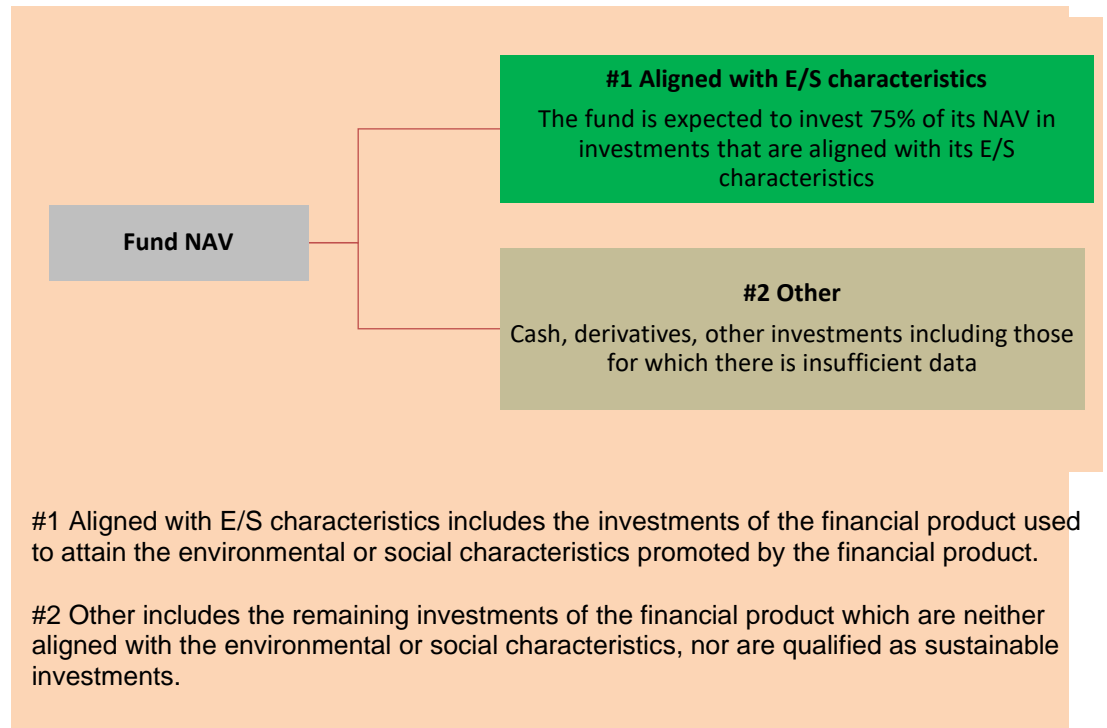 #1 Aligned with E/S characteristics
The fund is expected to invest 75% of its NAV in
investments that are aligned with its E/S
characteristics
Fund NAV
#2 Other
Cash, derivatives, other investments including those
for which there is insufficient data
#1 Aligned with E/S characteristics includes the investments of the financial product used
to attain the environmental or social characteristics promoted by the financial product.
#2 Other includes the remaining investments of the financial product which are neither
aligned with the environmental or social characteristics, nor are qualified as sustainable
investments.